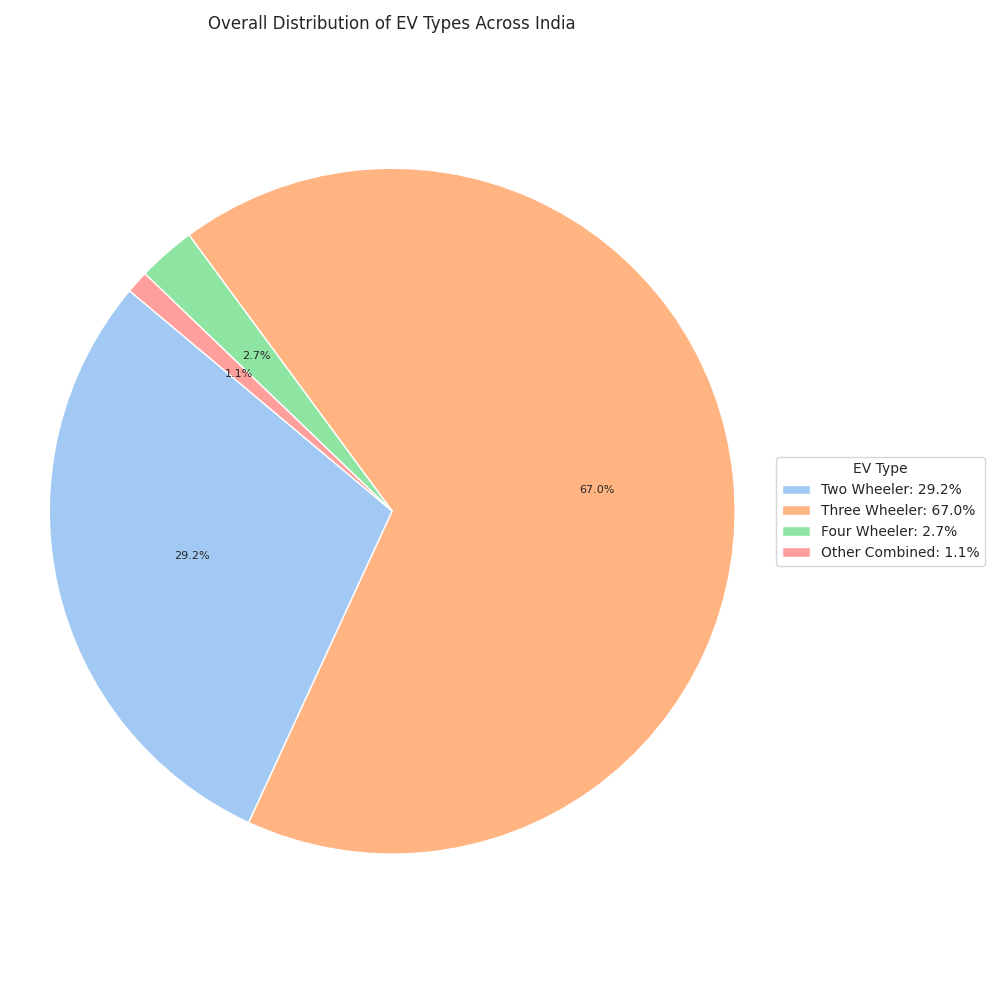 Overall Distribution of EV Types Across India
2.7%
1.1%
67.0%
29.2%
EV Type
Two Wheeler: 29.2%
Three Wheeler: 67.0%
Four Wheeler: 2.7%
Other Combined: 1.1%